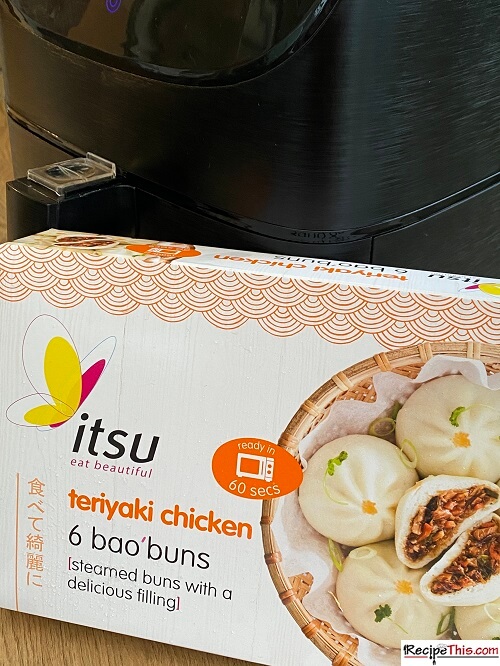 teriyaki chicken
6 bao'buns
itsu
itsu
eat beautiful
ready in
60 secs
teriyaki chicken
6 bao'buns
[steamed buns with a
delicious filling]
食べて綺麗に
RecipeThis.com